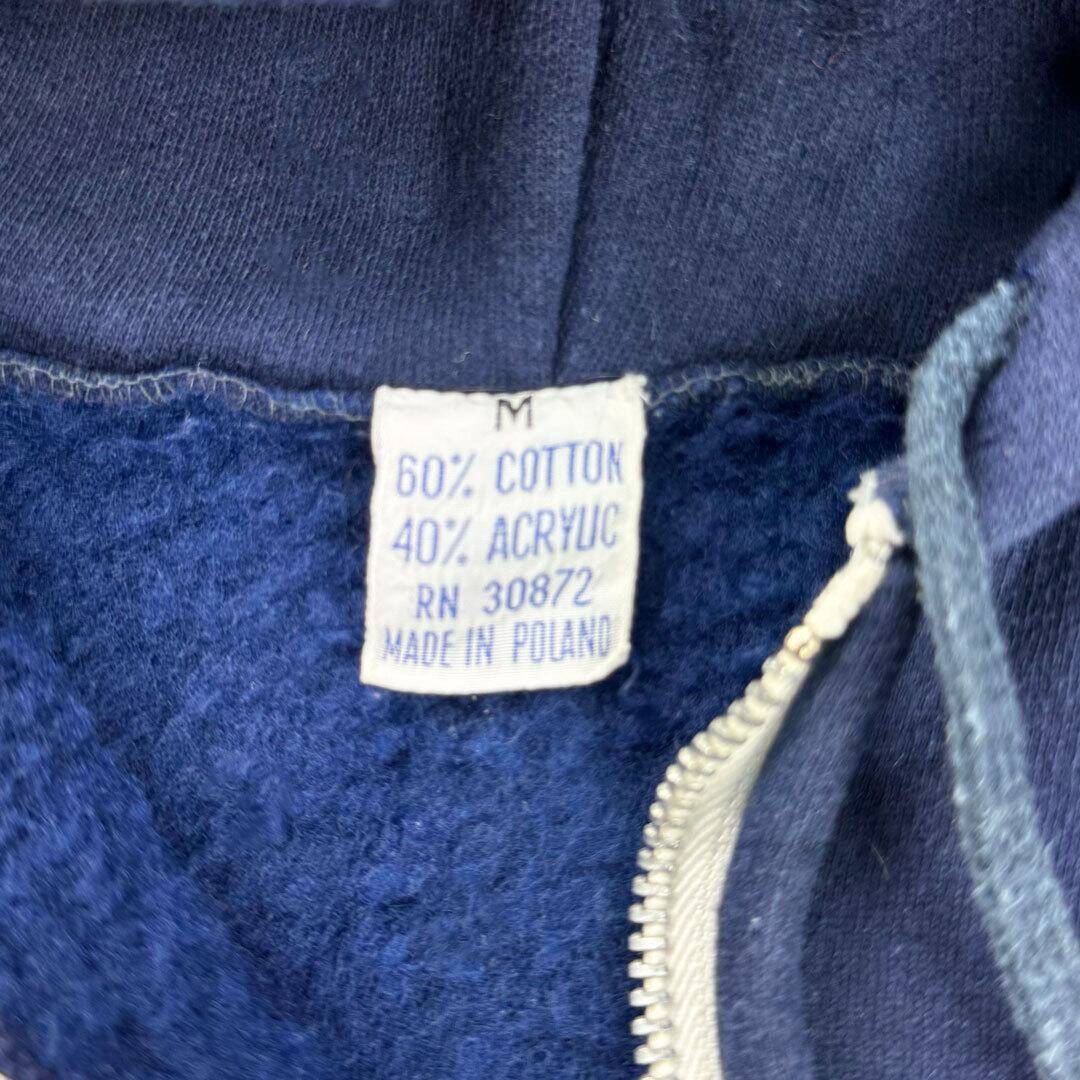 M
60% COTTON
40% ACRYLIC
RN 30872
MADE IN POLAND